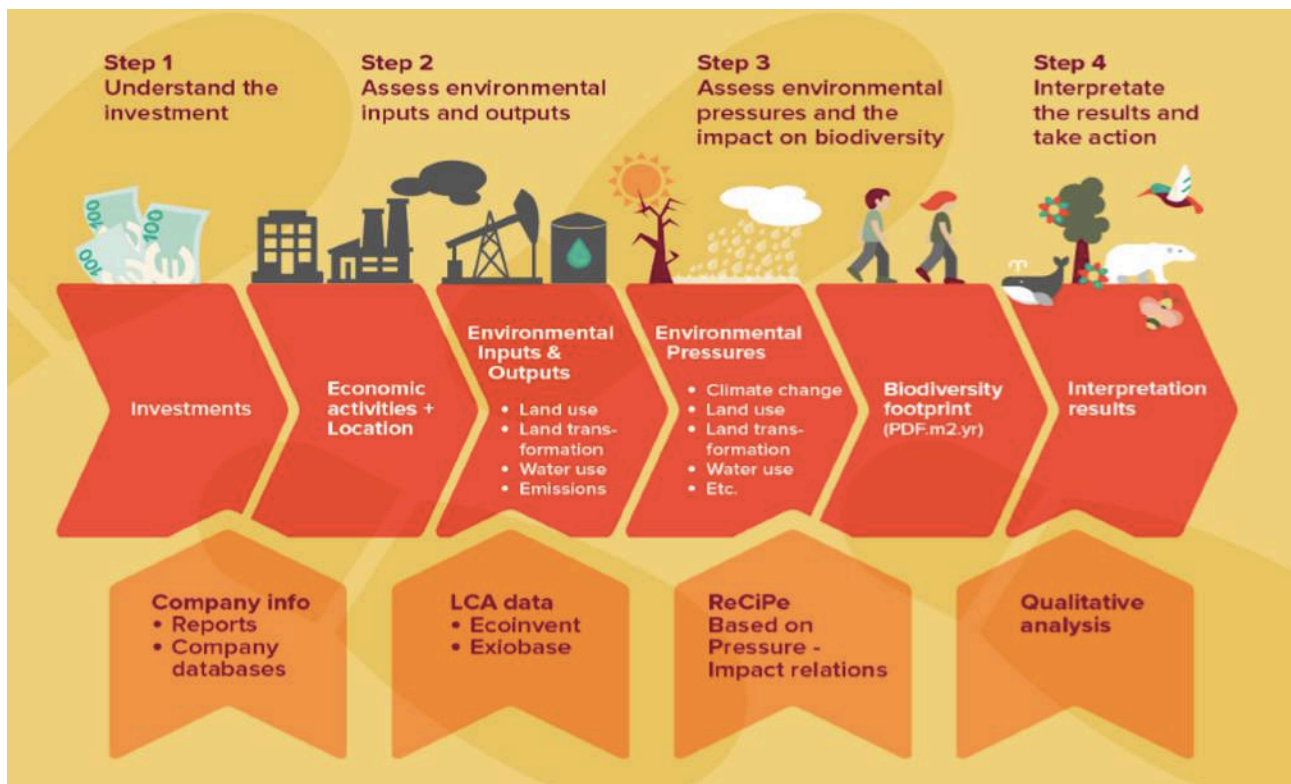 Step 1
Understand the
investment
Step 2
Assess environmental
inputs and outputs
Step 3
Assess environmental
pressures and the
impact on biodiversity
Step 4
Interpretate
the results and
take action
100
100
100
Investments
Economic
activities +
Location
Environmental
Inputs &
Outputs
• Land use
• Land trans-
formation
• Water use
• Emissions
Environmental
Pressures
• Climate change
• Land use
• Land trans-
formation
• Water use
• Etc.
Biodiversity
footprint
(PDF.m2.yr)
Interpretation
results
Company info
• Reports
• Company
databases
LCA data
• Ecoinvent
• Exiobase
ReCiPe
Based on
Pressure -
Impact relations
Qualitative
analysis